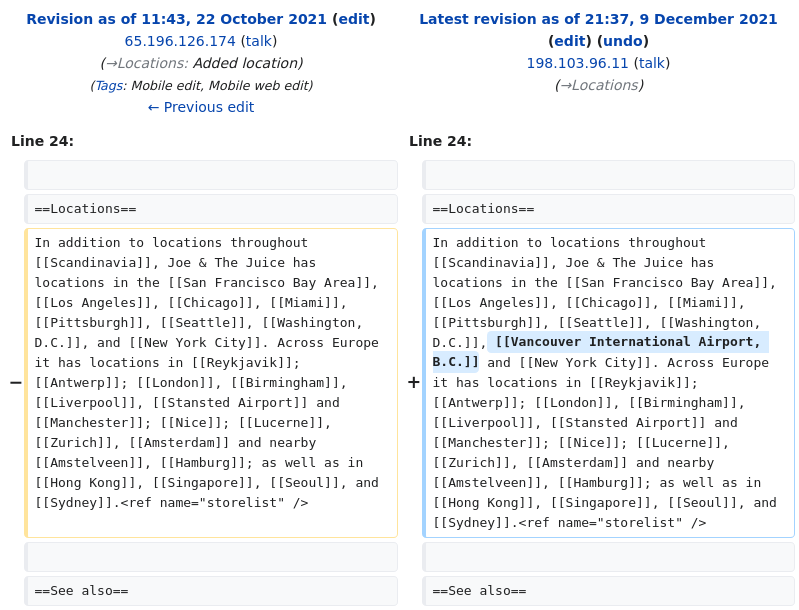 Revision as of 11:43, 22 October 2021 (edit)
65.196.126.174 (talk)
(→Locations: Added location)
(Tags: Mobile edit, Mobile web edit)
← Previous edit
Latest revision as of 21:37, 9 December 2021
(edit) (undo)
198.103.96.11 (talk)
(→Locations)
Line 24:
==Locations==
−
In addition to locations throughout
[[Scandinavia]], Joe & The Juice has
locations in the [[San Francisco Bay Area]],
[[Los Angeles]], [[Chicago]], [[Miami]],
[[Pittsburgh]], [[Seattle]], [[Washington,
D.C.]], and [[New York City]]. Across Europe
it has locations in [[Reykjavik]];
[[Antwerp]]; [[London]], [[Birmingham]],
[[Liverpool]], [[Stansted Airport]] and
[[Manchester]]; [[Nice]]; [[Lucerne]],
[[Zurich]], [[Amsterdam]] and nearby
[[Amstelveen]], [[Hamburg]]; as well as in
[[Hong Kong]], [[Singapore]], [[Seoul]], and
[[Sydney]].<ref name="storelist" />
==See also==
Line 24:
==Locations==
+
In addition to locations throughout
[[Scandinavia]], Joe & The Juice has
locations in the [[San Francisco Bay Area]],
[[Los Angeles]], [[Chicago]], [[Miami]],
[[Pittsburgh]], [[Seattle]], [[Washington,
D.C.]], [[Vancouver International Airport,
B.C.]] and [[New York City]]. Across Europe
it has locations in [[Reykjavik]];
[[Antwerp]]; [[London]], [[Birmingham]],
[[Liverpool]], [[Stansted Airport]] and
[[Manchester]]; [[Nice]]; [[Lucerne]],
[[Zurich]], [[Amsterdam]] and nearby
[[Amstelveen]], [[Hamburg]]; as well as in
[[Hong Kong]], [[Singapore]], [[Seoul]], and
[[Sydney]].<ref name="storelist" />
==See also==